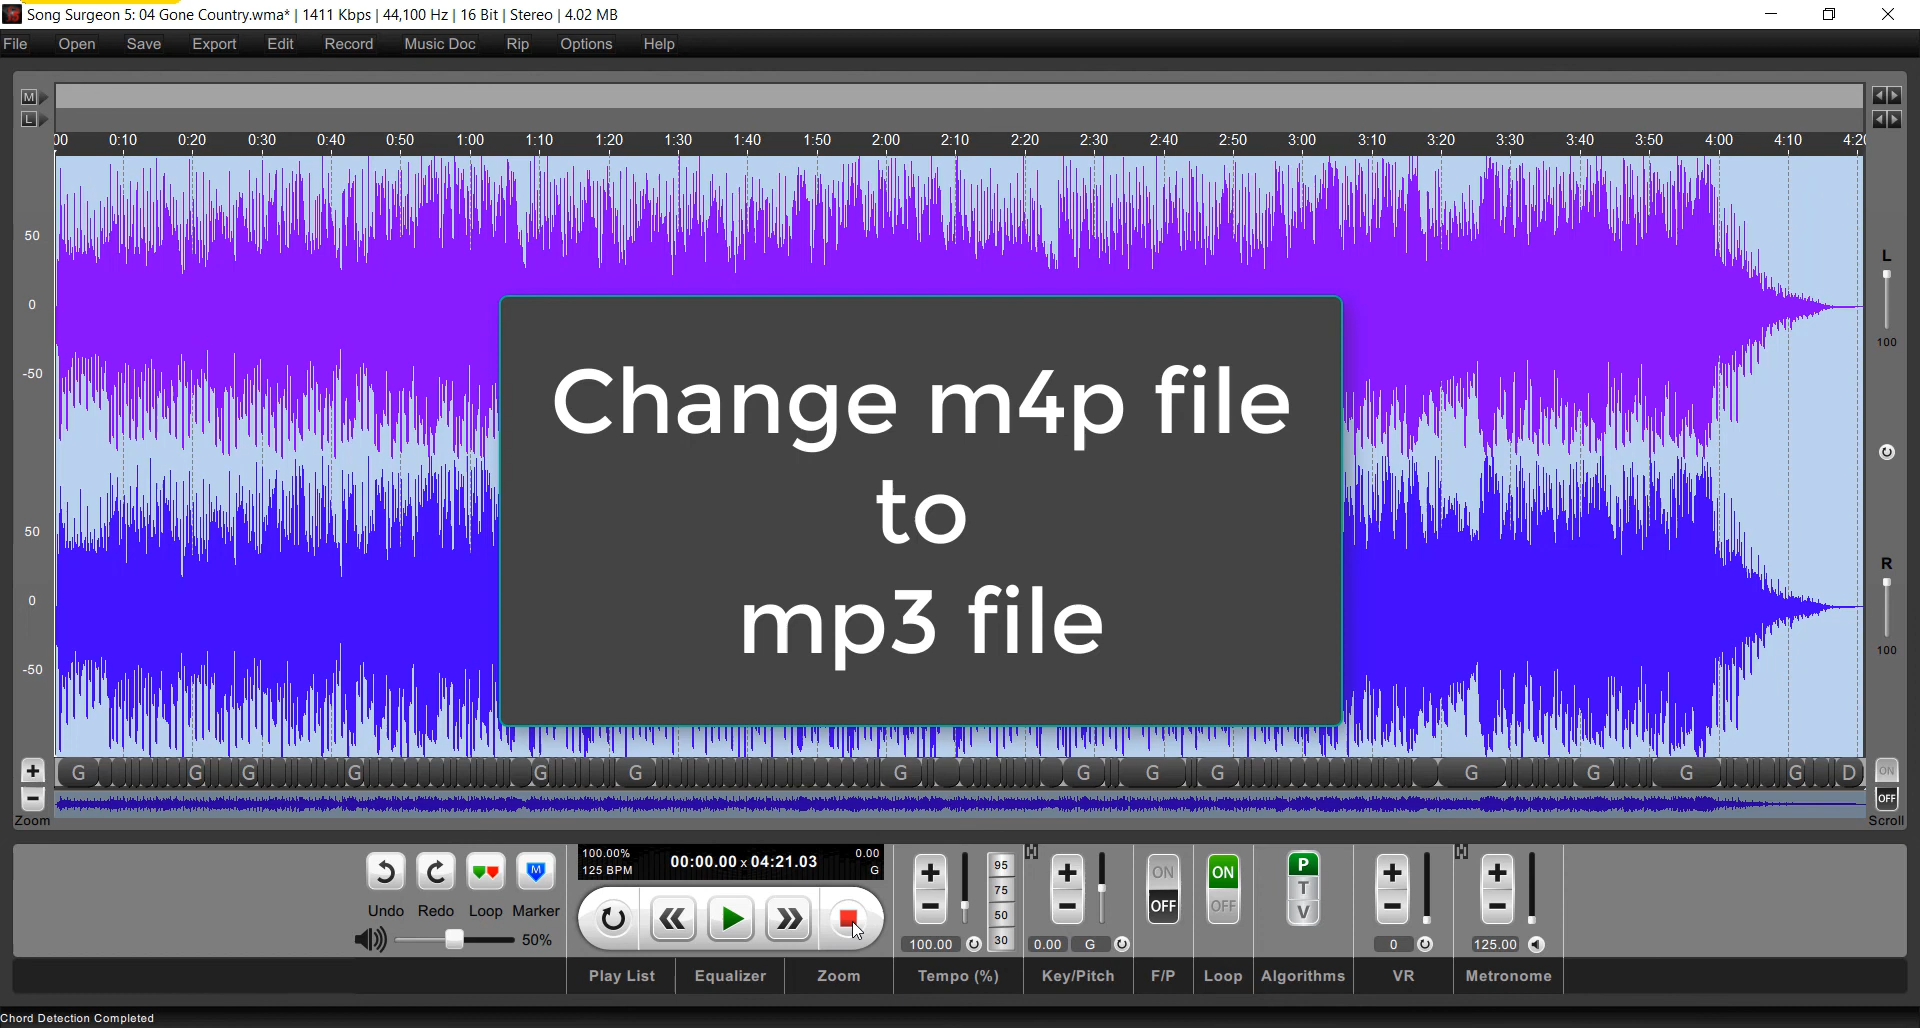 Song Surgeon 5: 04 Gone Country.wma* | 1411 Kbps | 44,100 Hz | 16 Bit | Stereo | 4.02 MB
File Open Save Export Edit Record Music Doc Rip Options Help
M
L
00 0:10 0:20 0:30 0:40 0:50 1:00 1:10 1:20 1:30 1:40 1:50 2:00 2:10 2:20 2:30 2:40 2:50 3:00 3:10 3:20 3:30 3:40 3:50 4:00 4:10 4:20
50
0
-50
50
0
-50
L
100
R
100
Change m4p file
to
mp3 file
G G G G G G G G G G G G G G D
ON
OFF
Zoom
Scroll
Undo Redo Loop Marker
M
50%
100.00% 00:00.00 x 04:21.03 0.00
125 BPM G
95
75
50
30
100.00
0.00 G
ON
OFF
ON
OFF
P
T
V
0
125.00
Play List Equalizer Zoom Tempo (%) Key/Pitch F/P Loop Algorithms VR Metronome
Chord Detection Completed